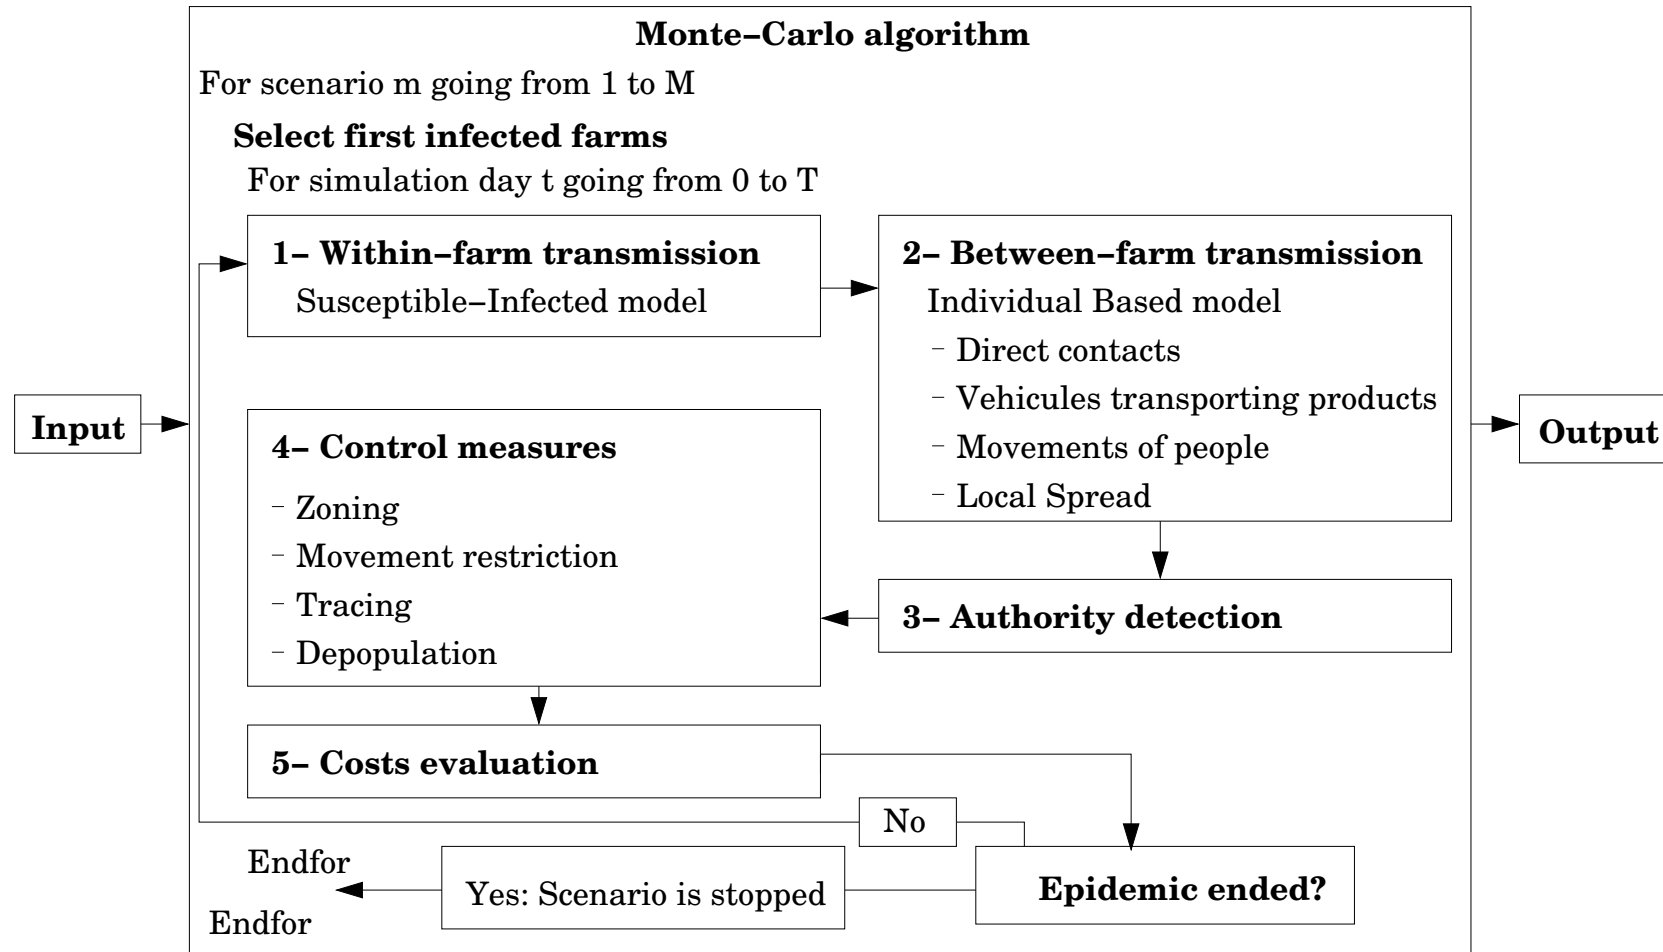 Monte–Carlo algorithm
For scenario m going from 1 to M
Select first infected farms
For simulation day t going from 0 to T
1– Within–farm transmission
Susceptible–Infected model
2– Between–farm transmission
Individual Based model
– Direct contacts
– Vehicules transporting products
– Movements of people
– Local Spread
Input
4– Control measures
– Zoning
– Movement restriction
– Tracing
– Depopulation
Output
3– Authority detection
5– Costs evaluation
No
Endfor
Yes: Scenario is stopped
Epidemic ended?
Endfor